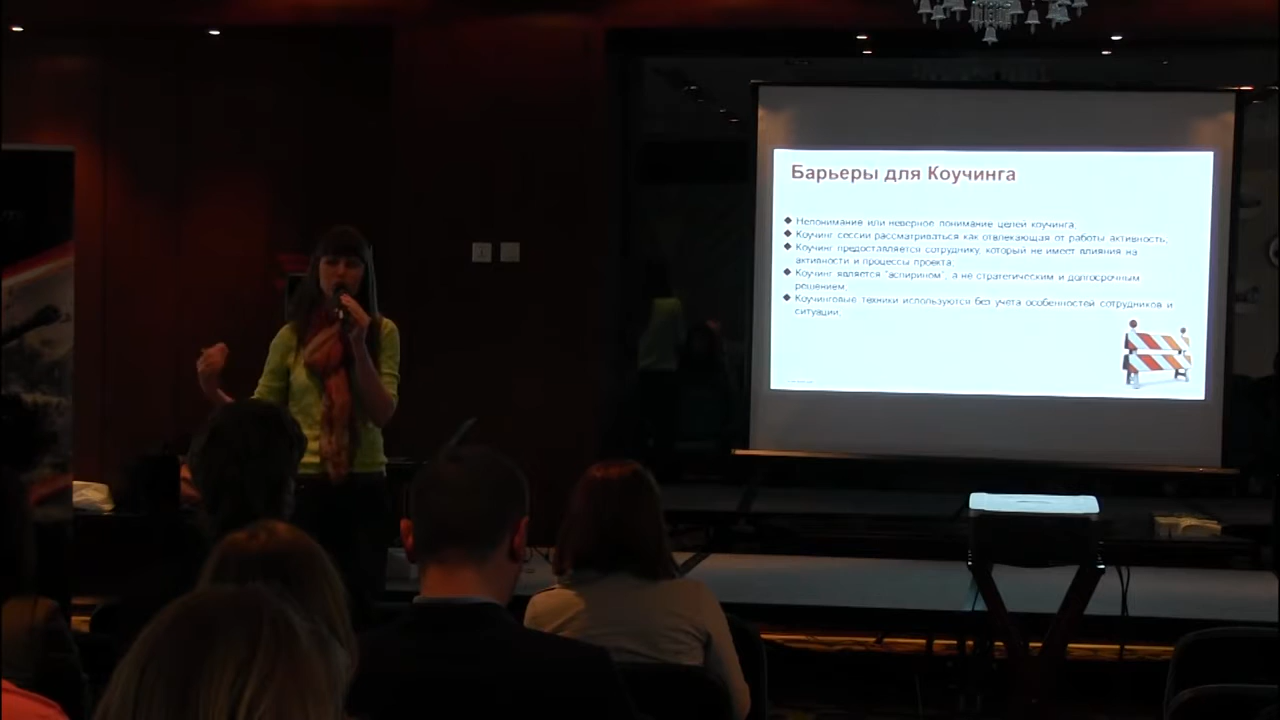 Барьеры для Коучинга
❖ Непонимание или неверное понимание целей коучинга;
❖ Коучинг сессии рассматриваться как отвлекающая от работы активность;
❖ Коучинг предоставляется сотруднику, который не имеет влияния на
активности и процессы проекта;
❖ Коучинг является "аспирином", а не стратегическим и долгосрочным
решением;
❖ Коучинговые техники используются без учета особенностей сотрудников и
ситуации;